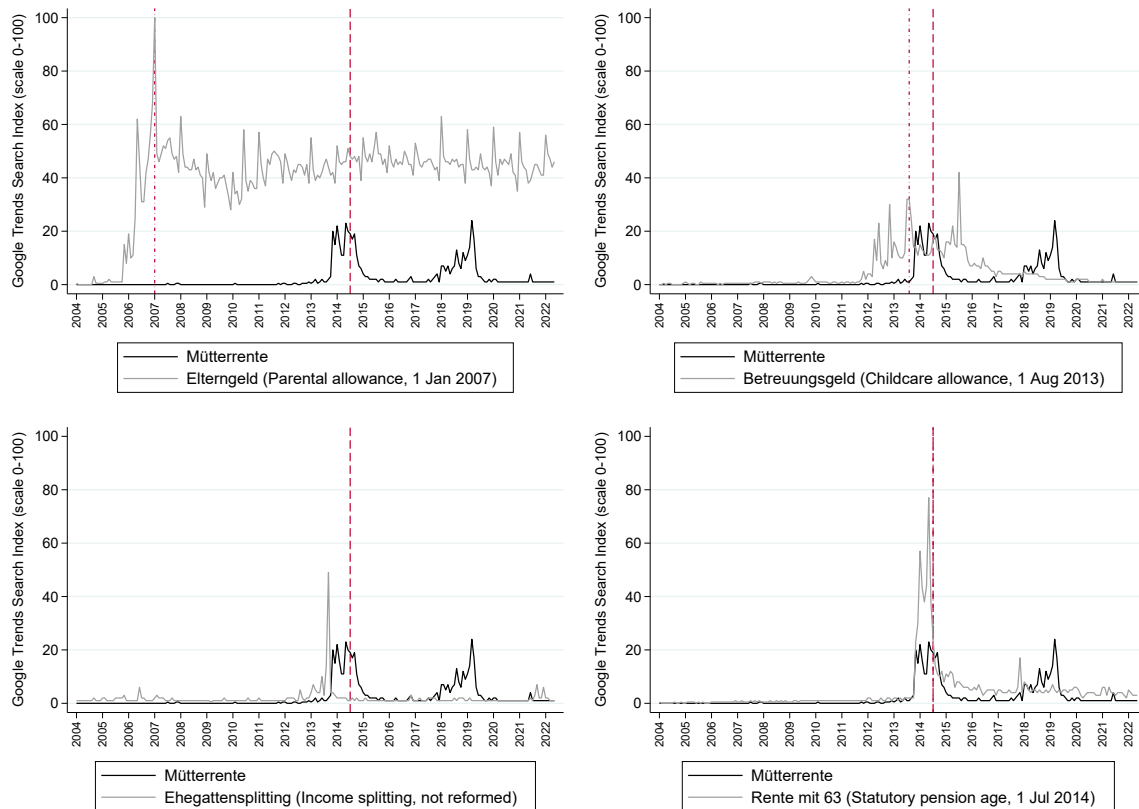 Google Trends Search Index (scale 0-100)
100
80
60
40
20
0
2004 2005 2006 2007 2008 2009 2010 2011 2012 2013 2014 2015 2016 2017 2018 2019 2020 2021 2022
Mütterrente
Elterngeld (Parental allowance, 1 Jan 2007)
Google Trends Search Index (scale 0-100)
100
80
60
40
20
0
2004 2005 2006 2007 2008 2009 2010 2011 2012 2013 2014 2015 2016 2017 2018 2019 2020 2021 2022
Mütterrente
Betreuungsgeld (Childcare allowance, 1 Aug 2013)
Google Trends Search Index (scale 0-100)
100
80
60
40
20
0
2004 2005 2006 2007 2008 2009 2010 2011 2012 2013 2014 2015 2016 2017 2018 2019 2020 2021 2022
Mütterrente
Ehegattensplitting (Income splitting, not reformed)
Google Trends Search Index (scale 0-100)
100
80
60
40
20
0
2004 2005 2006 2007 2008 2009 2010 2011 2012 2013 2014 2015 2016 2017 2018 2019 2020 2021 2022
Mütterrente
Rente mit 63 (Statutory pension age, 1 Jul 2014)